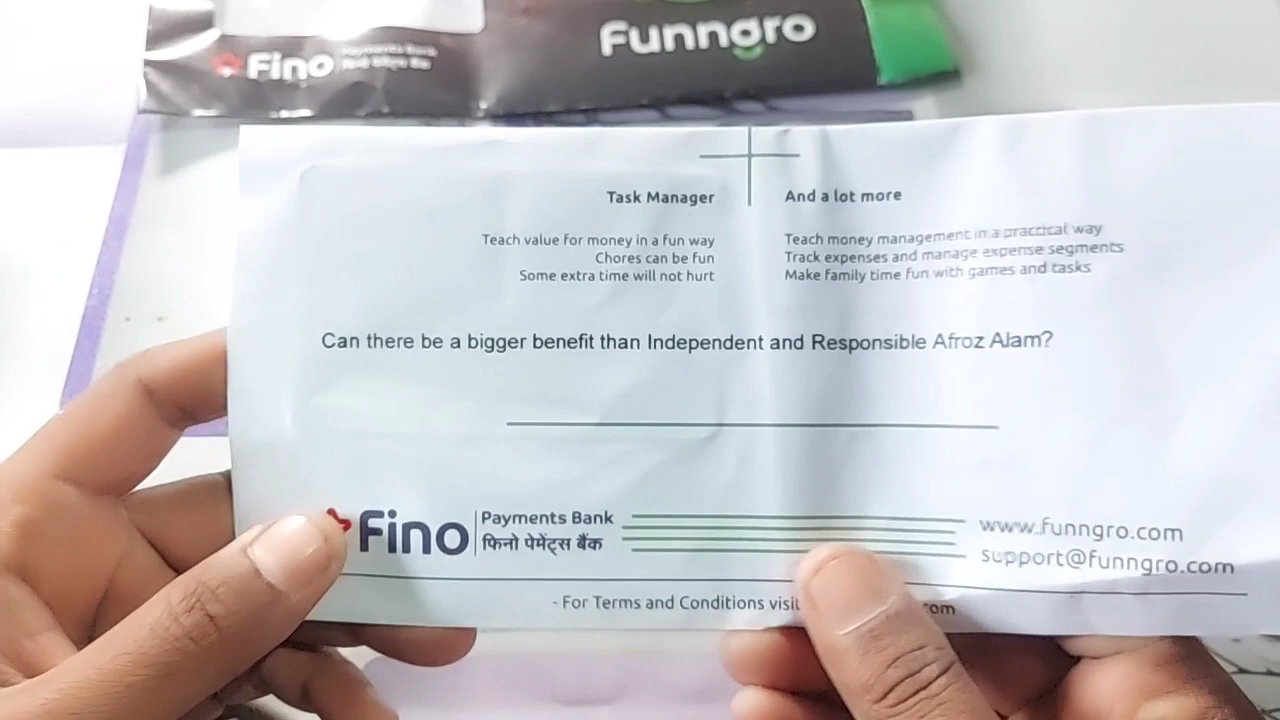 Fino
Funngro
Task Manager
Teach value for money in a fun way
Chores can be fun
Some extra time will not hurt
And a lot more
Teach money management in a practical way
Track expenses and manage expense segments
Make family time fun with games and tasks
Can there be a bigger benefit than Independent and Responsible Afroz Alam?
Fino
Payments Bank
फिनो पेमेंट्स बैंक
www.funngro.com
support@funngro.com
- For Terms and Conditions visit